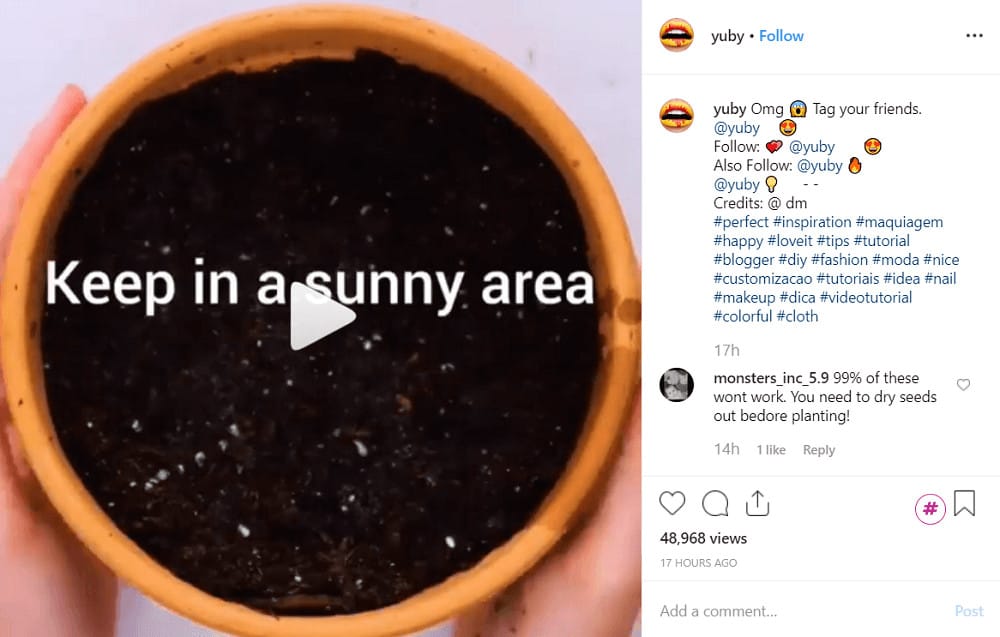 Keep in a sunny area
yuby • Follow
yuby Omg 😱 Tag your friends.
@yuby 😍
Follow: 💕 @yuby 😍
Also Follow: @yuby 🔥
@yuby 💡 - -
Credits: @ dm
#perfect #inspiration #maquiagem
#happy #loveit #tips #tutorial
#blogger #diy #fashion #moda #nice
#customizacao #tutoriais #idea #nail
#makeup #dica #videotutorial
#colorful #cloth
17h
monsters_inc_5.9 99% of these
wont work. You need to dry seeds
out bedore planting!
14h 1 like Reply
#
48,968 views
17 HOURS AGO
Add a comment... Post